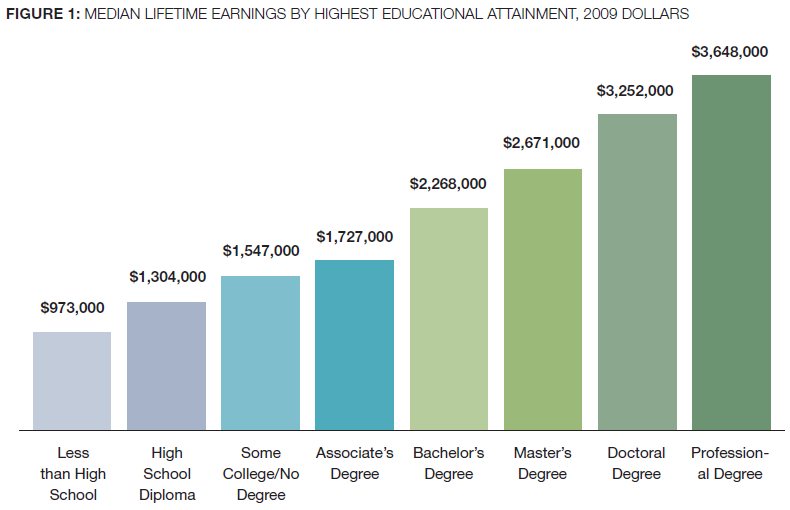 FIGURE 1: MEDIAN LIFETIME EARNINGS BY HIGHEST EDUCATIONAL ATTAINMENT, 2009 DOLLARS
$973,000
$1,304,000
$1,547,000
$1,727,000
$2,268,000
$2,671,000
$3,252,000
$3,648,000
Less
than High
School
High
School
Diploma
Some
College/No
Degree
Associate's
Degree
Bachelor's
Degree
Master's
Degree
Doctoral
Degree
Profession-
al Degree